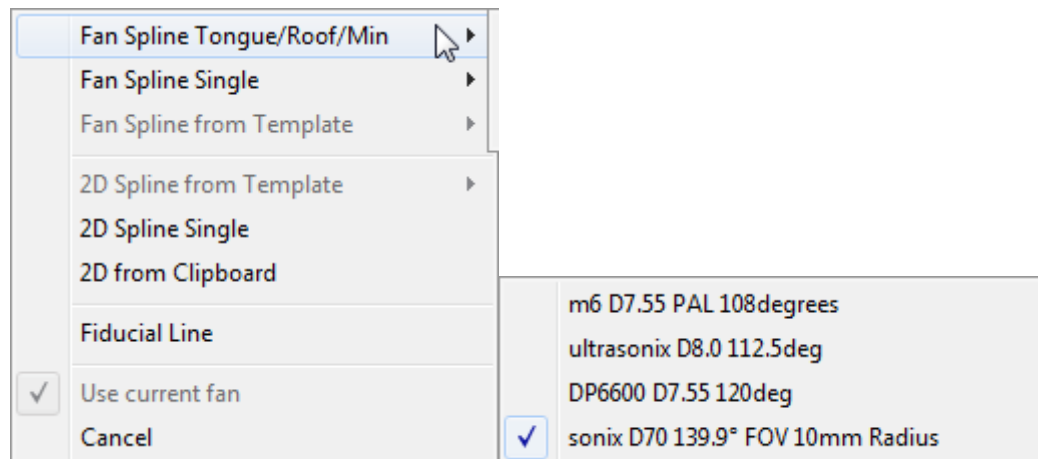 Fan Spline Tongue/Roof/Min
Fan Spline Single
Fan Spline from Template
2D Spline from Template
2D Spline Single
2D from Clipboard
Fiducial Line
Use current fan
Cancel
m6 D7.55 PAL 108degrees
ultrasonix D8.0 112.5deg
DP6600 D7.55 120deg
sonix D70 139.9° FOV 10mm Radius